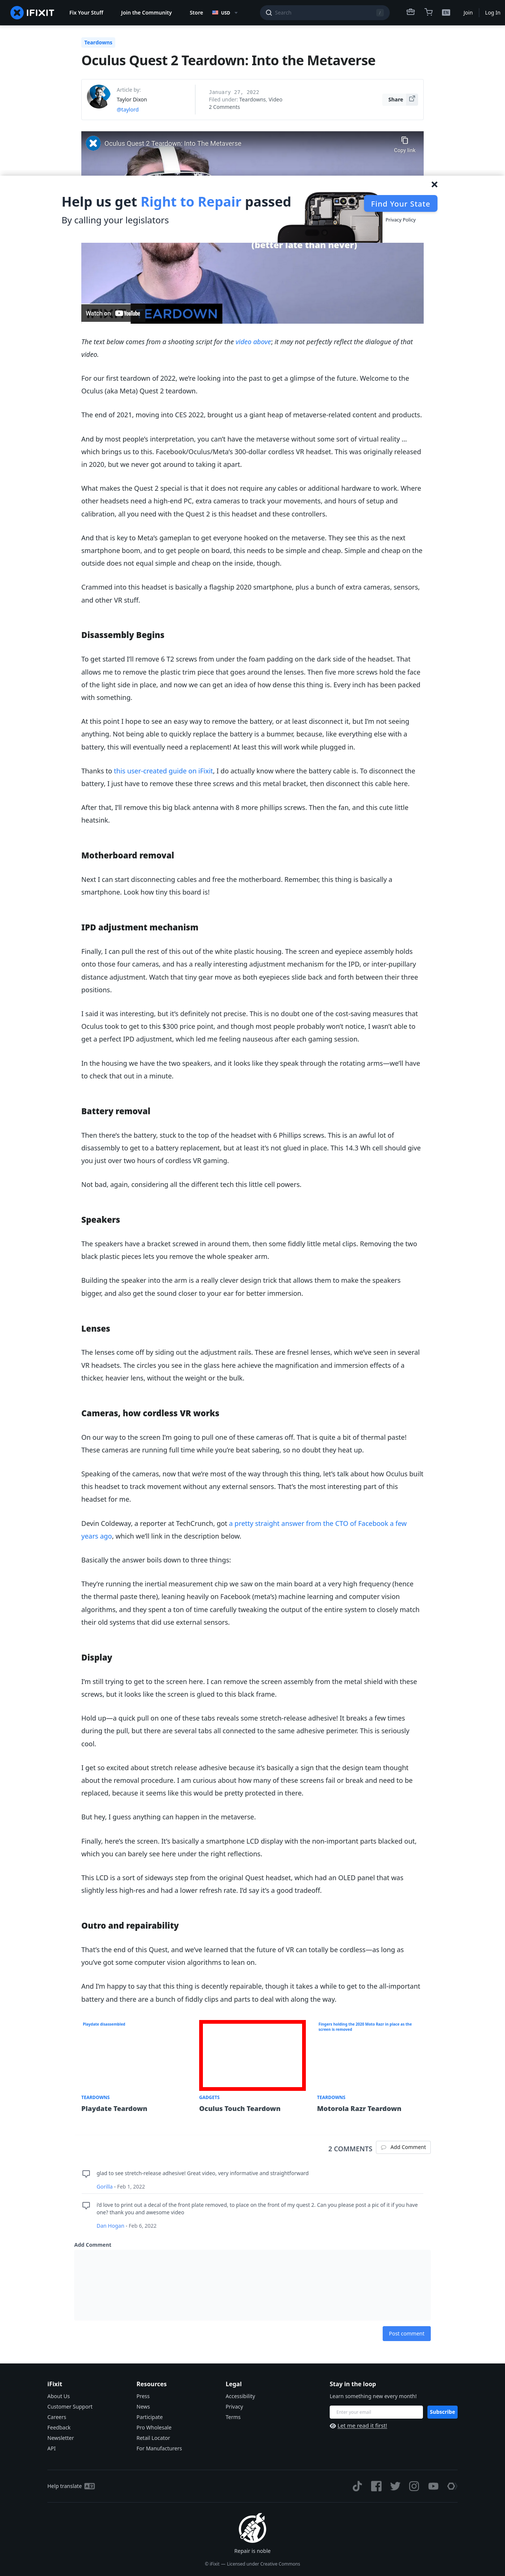 IFIXIT
Fix Your Stuff
Join the Community
Store
USD
Search
/
EN
Join
Log In
Teardowns
Oculus Quest 2 Teardown: Into the Metaverse
Article by:
Taylor Dixon
@taylord
January 27, 2022
Filed under: Teardowns, Video
2 Comments
Share
Oculus Quest 2 Teardown: Into The Metaverse
Copy link
Help us get Right to Repair passed
By calling your legislators
Find Your State
Privacy Policy
(better late than never)
TEARDOWN
Watch on YouTube
The text below comes from a shooting script for the video above; it may not perfectly reflect the dialogue of that
video.
For our first teardown of 2022, we’re looking into the past to get a glimpse of the future. Welcome to the
Oculus (aka Meta) Quest 2 teardown.
The end of 2021, moving into CES 2022, brought us a giant heap of metaverse-related content and products.
And by most people’s interpretation, you can’t have the metaverse without some sort of virtual reality …
which brings us to this. Facebook/Oculus/Meta’s 300-dollar cordless VR headset. This was originally released
in 2020, but we never got around to taking it apart.
What makes the Quest 2 special is that it does not require any cables or additional hardware to work. Where
other headsets need a high-end PC, extra cameras to track your movements, and hours of setup and
calibration, all you need with the Quest 2 is this headset and these controllers.
And that is key to Meta’s gameplan to get everyone hooked on the metaverse. They see this as the next
smartphone boom, and to get people on board, this needs to be simple and cheap. Simple and cheap on the
outside does not equal simple and cheap on the inside, though.
Crammed into this headset is basically a flagship 2020 smartphone, plus a bunch of extra cameras, sensors,
and other VR stuff.
Disassembly Begins
To get started I’ll remove 6 T2 screws from under the foam padding on the dark side of the headset. That
allows me to remove the plastic trim piece that goes around the lenses. Then five more screws hold the face
of the light side in place, and now we can get an idea of how dense this thing is. Every inch has been packed
with something.
At this point I hope to see an easy way to remove the battery, or at least disconnect it, but I’m not seeing
anything. Not being able to quickly replace the battery is a bummer, because, like everything else with a
battery, this will eventually need a replacement! At least this will work while plugged in.
Thanks to this user-created guide on iFixit, I do actually know where the battery cable is. To disconnect the
battery, I just have to remove these three screws and this metal bracket, then disconnect this cable here.
After that, I’ll remove this big black antenna with 8 more phillips screws. Then the fan, and this cute little
heatsink.
Motherboard removal
Next I can start disconnecting cables and free the motherboard. Remember, this thing is basically a
smartphone. Look how tiny this board is!
IPD adjustment mechanism
Finally, I can pull the rest of this out of the white plastic housing. The screen and eyepiece assembly holds
onto those four cameras, and has a really interesting adjustment mechanism for the IPD, or inter-pupillary
distance adjustment. Watch that tiny gear move as both eyepieces slide back and forth between their three
positions.
I said it was interesting, but it’s definitely not precise. This is no doubt one of the cost-saving measures that
Oculus took to get to this $300 price point, and though most people probably won’t notice, I wasn’t able to
get a perfect IPD adjustment, which led me feeling nauseous after each gaming session.
In the housing we have the two speakers, and it looks like they speak through the rotating arms—we’ll have
to check that out in a minute.
Battery removal
Then there’s the battery, stuck to the top of the headset with 6 Phillips screws. This is an awful lot of
disassembly to get to a battery replacement, but at least it’s not glued in place. This 14.3 Wh cell should give
you just over two hours of cordless VR gaming.
Not bad, again, considering all the different tech this little cell powers.
Speakers
The speakers have a bracket screwed in around them, then some fiddly little metal clips. Removing the two
black plastic pieces lets you remove the whole speaker arm.
Building the speaker into the arm is a really clever design trick that allows them to make the speakers
bigger, and also get the sound closer to your ear for better immersion.
Lenses
The lenses come off by siding out the adjustment rails. These are fresnel lenses, which we’ve seen in several
VR headsets. The circles you see in the glass here achieve the magnification and immersion effects of a
thicker, heavier lens, without the weight or the bulk.
Cameras, how cordless VR works
On our way to the screen I’m going to pull one of these cameras off. That is quite a bit of thermal paste!
These cameras are running full time while you’re beat sabering, so no doubt they heat up.
Speaking of the cameras, now that we’re most of the way through this thing, let’s talk about how Oculus built
this headset to track movement without any external sensors. That’s the most interesting part of this
headset for me.
Devin Coldeway, a reporter at TechCrunch, got a pretty straight answer from the CTO of Facebook a few
years ago, which we’ll link in the description below.
Basically the answer boils down to three things:
They’re running the inertial measurement chip we saw on the main board at a very high frequency (hence
the thermal paste there), leaning heavily on Facebook (meta’s) machine learning and computer vision
algorithms, and they spent a ton of time carefully tweaking the output of the entire system to closely match
their old systems that did use external sensors.
Display
I’m still trying to get to the screen here. I can remove the screen assembly from the metal shield with these
screws, but it looks like the screen is glued to this black frame.
Hold up—a quick pull on one of these tabs reveals some stretch-release adhesive! It breaks a few times
during the pull, but there are several tabs all connected to the same adhesive perimeter. This is seriously
cool.
I get so excited about stretch release adhesive because it’s basically a sign that the design team thought
about the removal procedure. I am curious about how many of these screens fail or break and need to be
replaced, because it seems like this would be pretty protected in there.
But hey, I guess anything can happen in the metaverse.
Finally, here’s the screen. It’s basically a smartphone LCD display with the non-important parts blacked out,
which you can barely see here under the right reflections.
This LCD is a sort of sideways step from the original Quest headset, which had an OLED panel that was
slightly less high-res and had a lower refresh rate. I’d say it’s a good tradeoff.
Outro and repairability
That’s the end of this Quest, and we’ve learned that the future of VR can totally be cordless—as long as
you’ve got some computer vision algorithms to lean on.
And I’m happy to say that this thing is decently repairable, though it takes a while to get to the all-important
battery and there are a bunch of fiddly clips and parts to deal with along the way.
Playdate disassembled
Fingers holding the 2020 Moto Razr in place as the
screen is removed
TEARDOWNS
Playdate Teardown
GADGETS
Oculus Touch Teardown
TEARDOWNS
Motorola Razr Teardown
2 COMMENTS
Add Comment
glad to see stretch-release adhesive! Great video, very informative and straightforward
Gorilla - Feb 1, 2022
i’d love to print out a decal of the front plate removed, to place on the front of my quest 2. Can you please post a pic of it if you have
one? thank you and awesome video
Dan Hogan - Feb 6, 2022
Add Comment
Post comment
iFixit
About Us
Customer Support
Careers
Feedback
Newsletter
API
Resources
Press
News
Participate
Pro Wholesale
Retail Locator
For Manufacturers
Legal
Accessibility
Privacy
Terms
Stay in the loop
Learn something new every month!
Enter your email
Subscribe
Let me read it first!
Help translate
Repair is noble
© iFixit — Licensed under Creative Commons